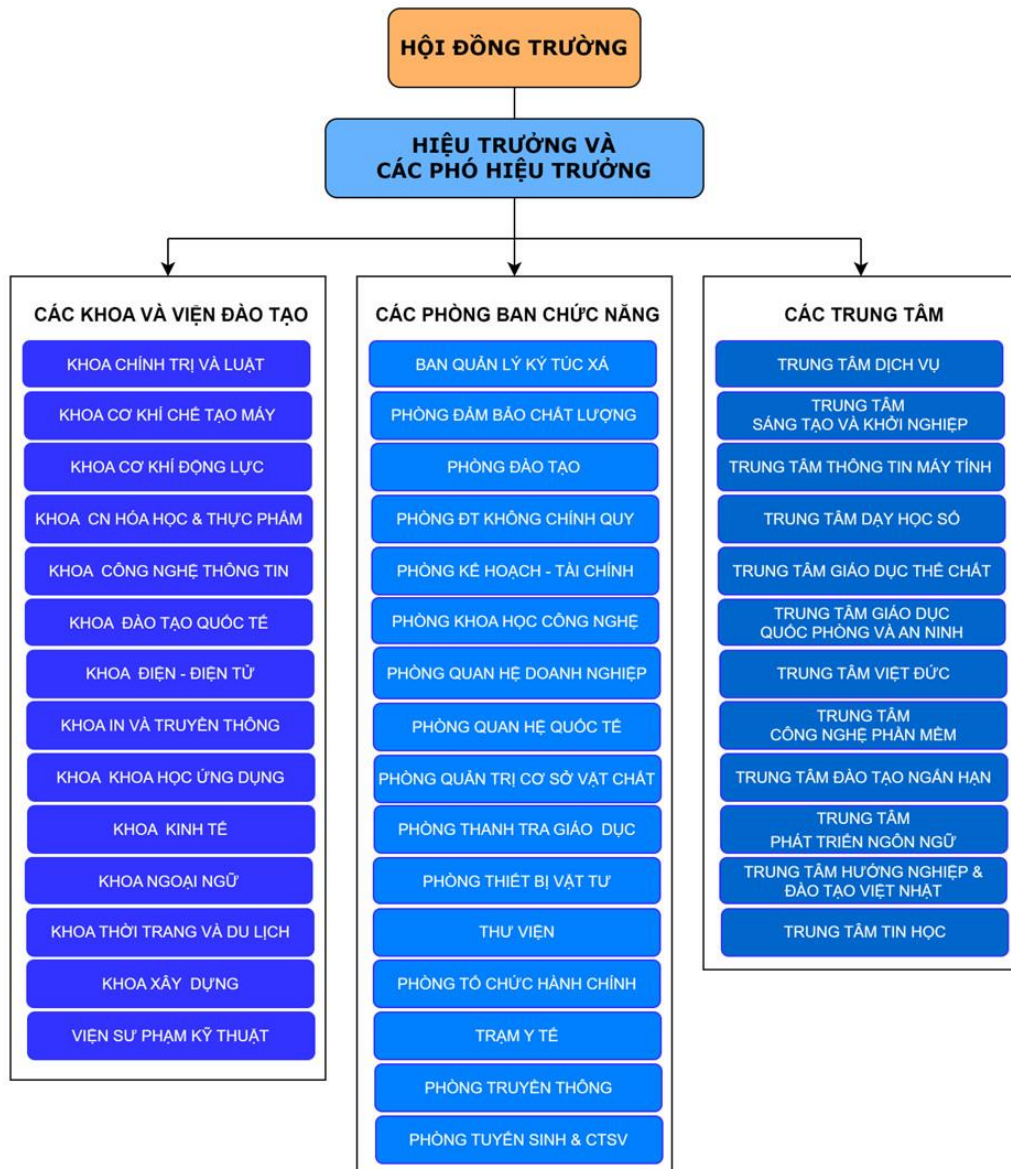 HỘI ĐỒNG TRƯỜNG
HIỆU TRƯỞNG VÀ
CÁC PHÓ HIỆU TRƯỞNG
CÁC KHOA VÀ VIỆN ĐÀO TẠO
KHOA CHÍNH TRỊ VÀ LUẬT
KHOA CƠ KHÍ CHẾ TẠO MÁY
KHOA CƠ KHÍ ĐỘNG LỰC
KHOA CN HÓA HỌC & THỰC PHẨM
KHOA CÔNG NGHỆ THÔNG TIN
KHOA ĐÀO TẠO QUỐC TẾ
KHOA ĐIỆN - ĐIỆN TỬ
KHOA IN VÀ TRUYỀN THÔNG
KHOA KHOA HỌC ỨNG DỤNG
KHOA KINH TẾ
KHOA NGOẠI NGỮ
KHOA THỜI TRANG VÀ DU LỊCH
KHOA XÂY DỰNG
VIỆN SƯ PHẠM KỸ THUẬT
CÁC PHÒNG BAN CHỨC NĂNG
BAN QUẢN LÝ KÝ TÚC XÁ
PHÒNG ĐẢM BẢO CHẤT LƯỢNG
PHÒNG ĐÀO TẠO
PHÒNG ĐT KHÔNG CHÍNH QUY
PHÒNG KẾ HOẠCH - TÀI CHÍNH
PHÒNG KHOA HỌC CÔNG NGHỆ
PHÒNG QUAN HỆ DOANH NGHIỆP
PHÒNG QUAN HỆ QUỐC TẾ
PHÒNG QUẢN TRỊ CƠ SỞ VẬT CHẤT
PHÒNG THANH TRA GIÁO DỤC
PHÒNG THIẾT BỊ VẬT TƯ
THƯ VIỆN
PHÒNG TỔ CHỨC HÀNH CHÍNH
TRẠM Y TẾ
PHÒNG TRUYỀN THÔNG
PHÒNG TUYỂN SINH & CTSV
CÁC TRUNG TÂM
TRUNG TÂM DỊCH VỤ
TRUNG TÂM
SÁNG TẠO VÀ KHỞI NGHIỆP
TRUNG TÂM THÔNG TIN MÁY TÍNH
TRUNG TÂM DẠY HỌC SỐ
TRUNG TÂM GIÁO DỤC THỂ CHẤT
TRUNG TÂM GIÁO DỤC
QUỐC PHÒNG VÀ AN NINH
TRUNG TÂM VIỆT ĐỨC
TRUNG TÂM
CÔNG NGHỆ PHẦN MỀM
TRUNG TÂM ĐÀO TẠO NGẮN HẠN
TRUNG TÂM
PHÁT TRIỂN NGÔN NGỮ
TRUNG TÂM HƯỚNG NGHIỆP &
ĐÀO TẠO VIỆT NHẬT
TRUNG TÂM TIN HỌC